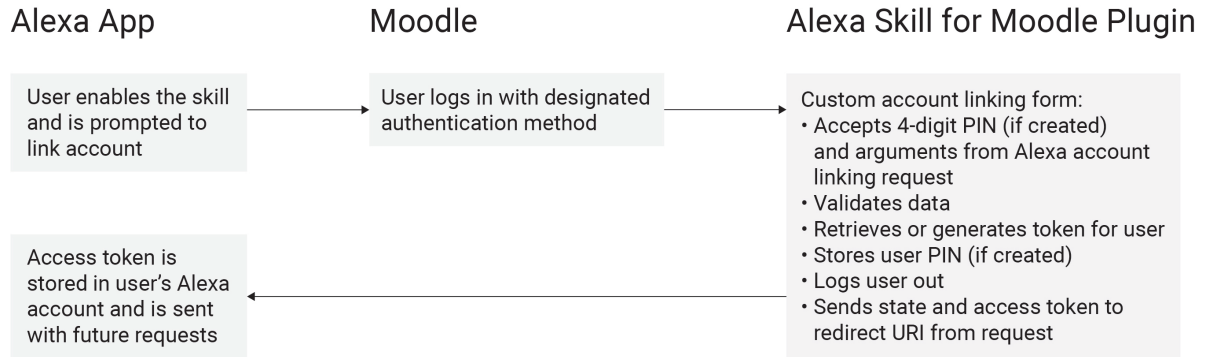 Alexa App
Moodle
Alexa Skill for Moodle Plugin
User enables the skill
and is prompted to
link account
User logs in with designated
authentication method
Custom account linking form:
• Accepts 4-digit PIN (if created)
and arguments from Alexa account
linking request
• Validates data
• Retrieves or generates token for user
• Stores user PIN (if created)
• Logs user out
• Sends state and access token to
redirect URI from request
Access token is
stored in user’s Alexa
account and is sent
with future requests